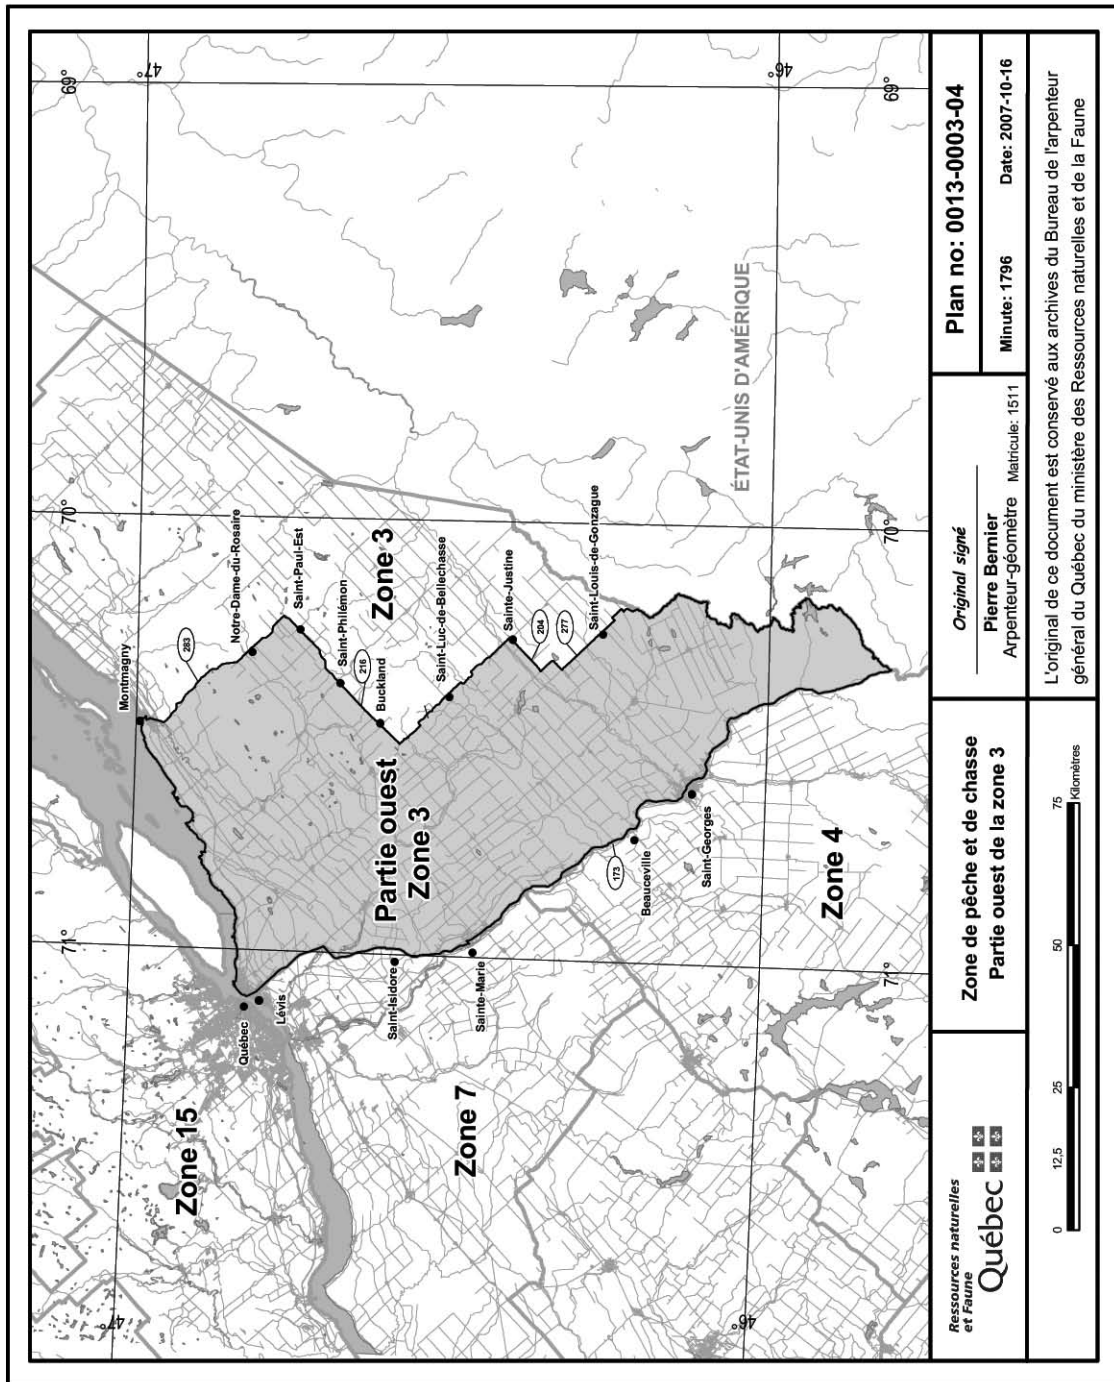 47°
71°
70°
69°
47°
Zone 15
Québec
Lévis
Montmagny
283
Notre-Dame-du-Rosaire
Saint-Paul-Est
Saint-Philémon
216
Buckland
Zone 3
Partie ouest
Zone 3
Saint-Isidore
Saint-Luc-de-Bellechasse
Sainte-Marie
Zone 7
Sainte-Justine
204
277
Saint-Louis-de-Gonzague
173
Beauceville
Saint-Georges
Zone 4
ÉTAT-UNIS D'AMÉRIQUE
46°
46°
71°
70°
69°
Ressources naturelles
et Faune
Québec
Zone de pêche et de chasse
Partie ouest de la zone 3
Original signé
Pierre Bernier
Arpenteur-géomètre Matricule: 1511
Plan no: 0013-0003-04
Minute: 1796 Date: 2007-10-16
0 12,5 25 50 75
Kilomètres
L'original de ce document est conservé aux archives du Bureau de l'arpenteur
général du Québec du ministère des Ressources naturelles et de la Faune